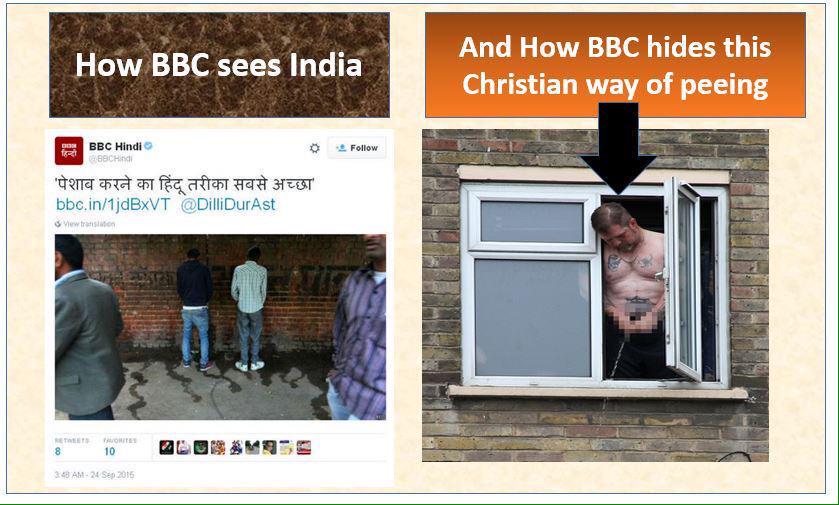 How BBC sees India
And How BBC hides this
Christian way of peeing
BBC
हिन्दी
BBC Hindi
@BBCHindi
Follow
'पेशाब करने का हिंदू तरीका सबसे अच्छा'
bbc.in/1jdBxVT @DilliDurAst
View translation
RETWEETS
8
FAVORITES
10
3:48 AM - 24 Sep 2015